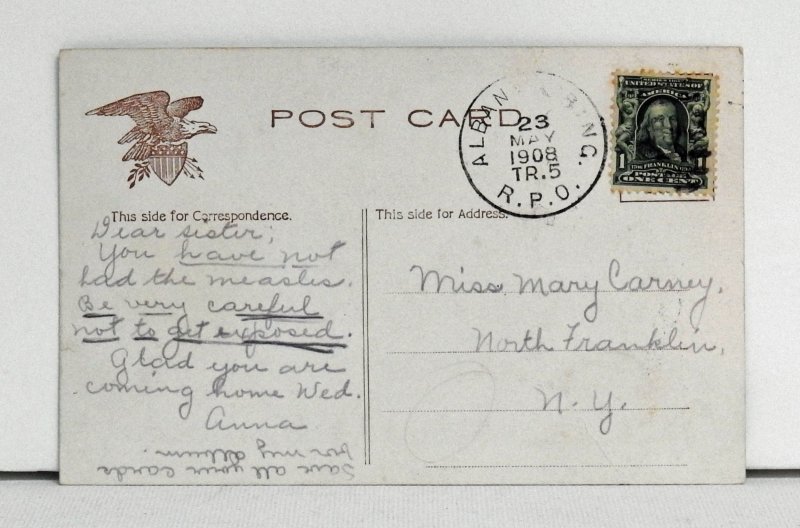 POST CARD
ALBANY & BING.
23
MAY
1908
TR.5
R.P.O.
UNITED STATES OF
AMERICA
1
FRANKLIN
POSTAGE
ONE CENT
This side for Correspondence.
Dear sister;
You have not
had the measles.
Be very careful
not to get exposed.
Glad you are
coming home Wed.
Anna
Save all your cards
for my album.
This side for Address.
Miss Mary Carney,
North Franklin,
N.Y.